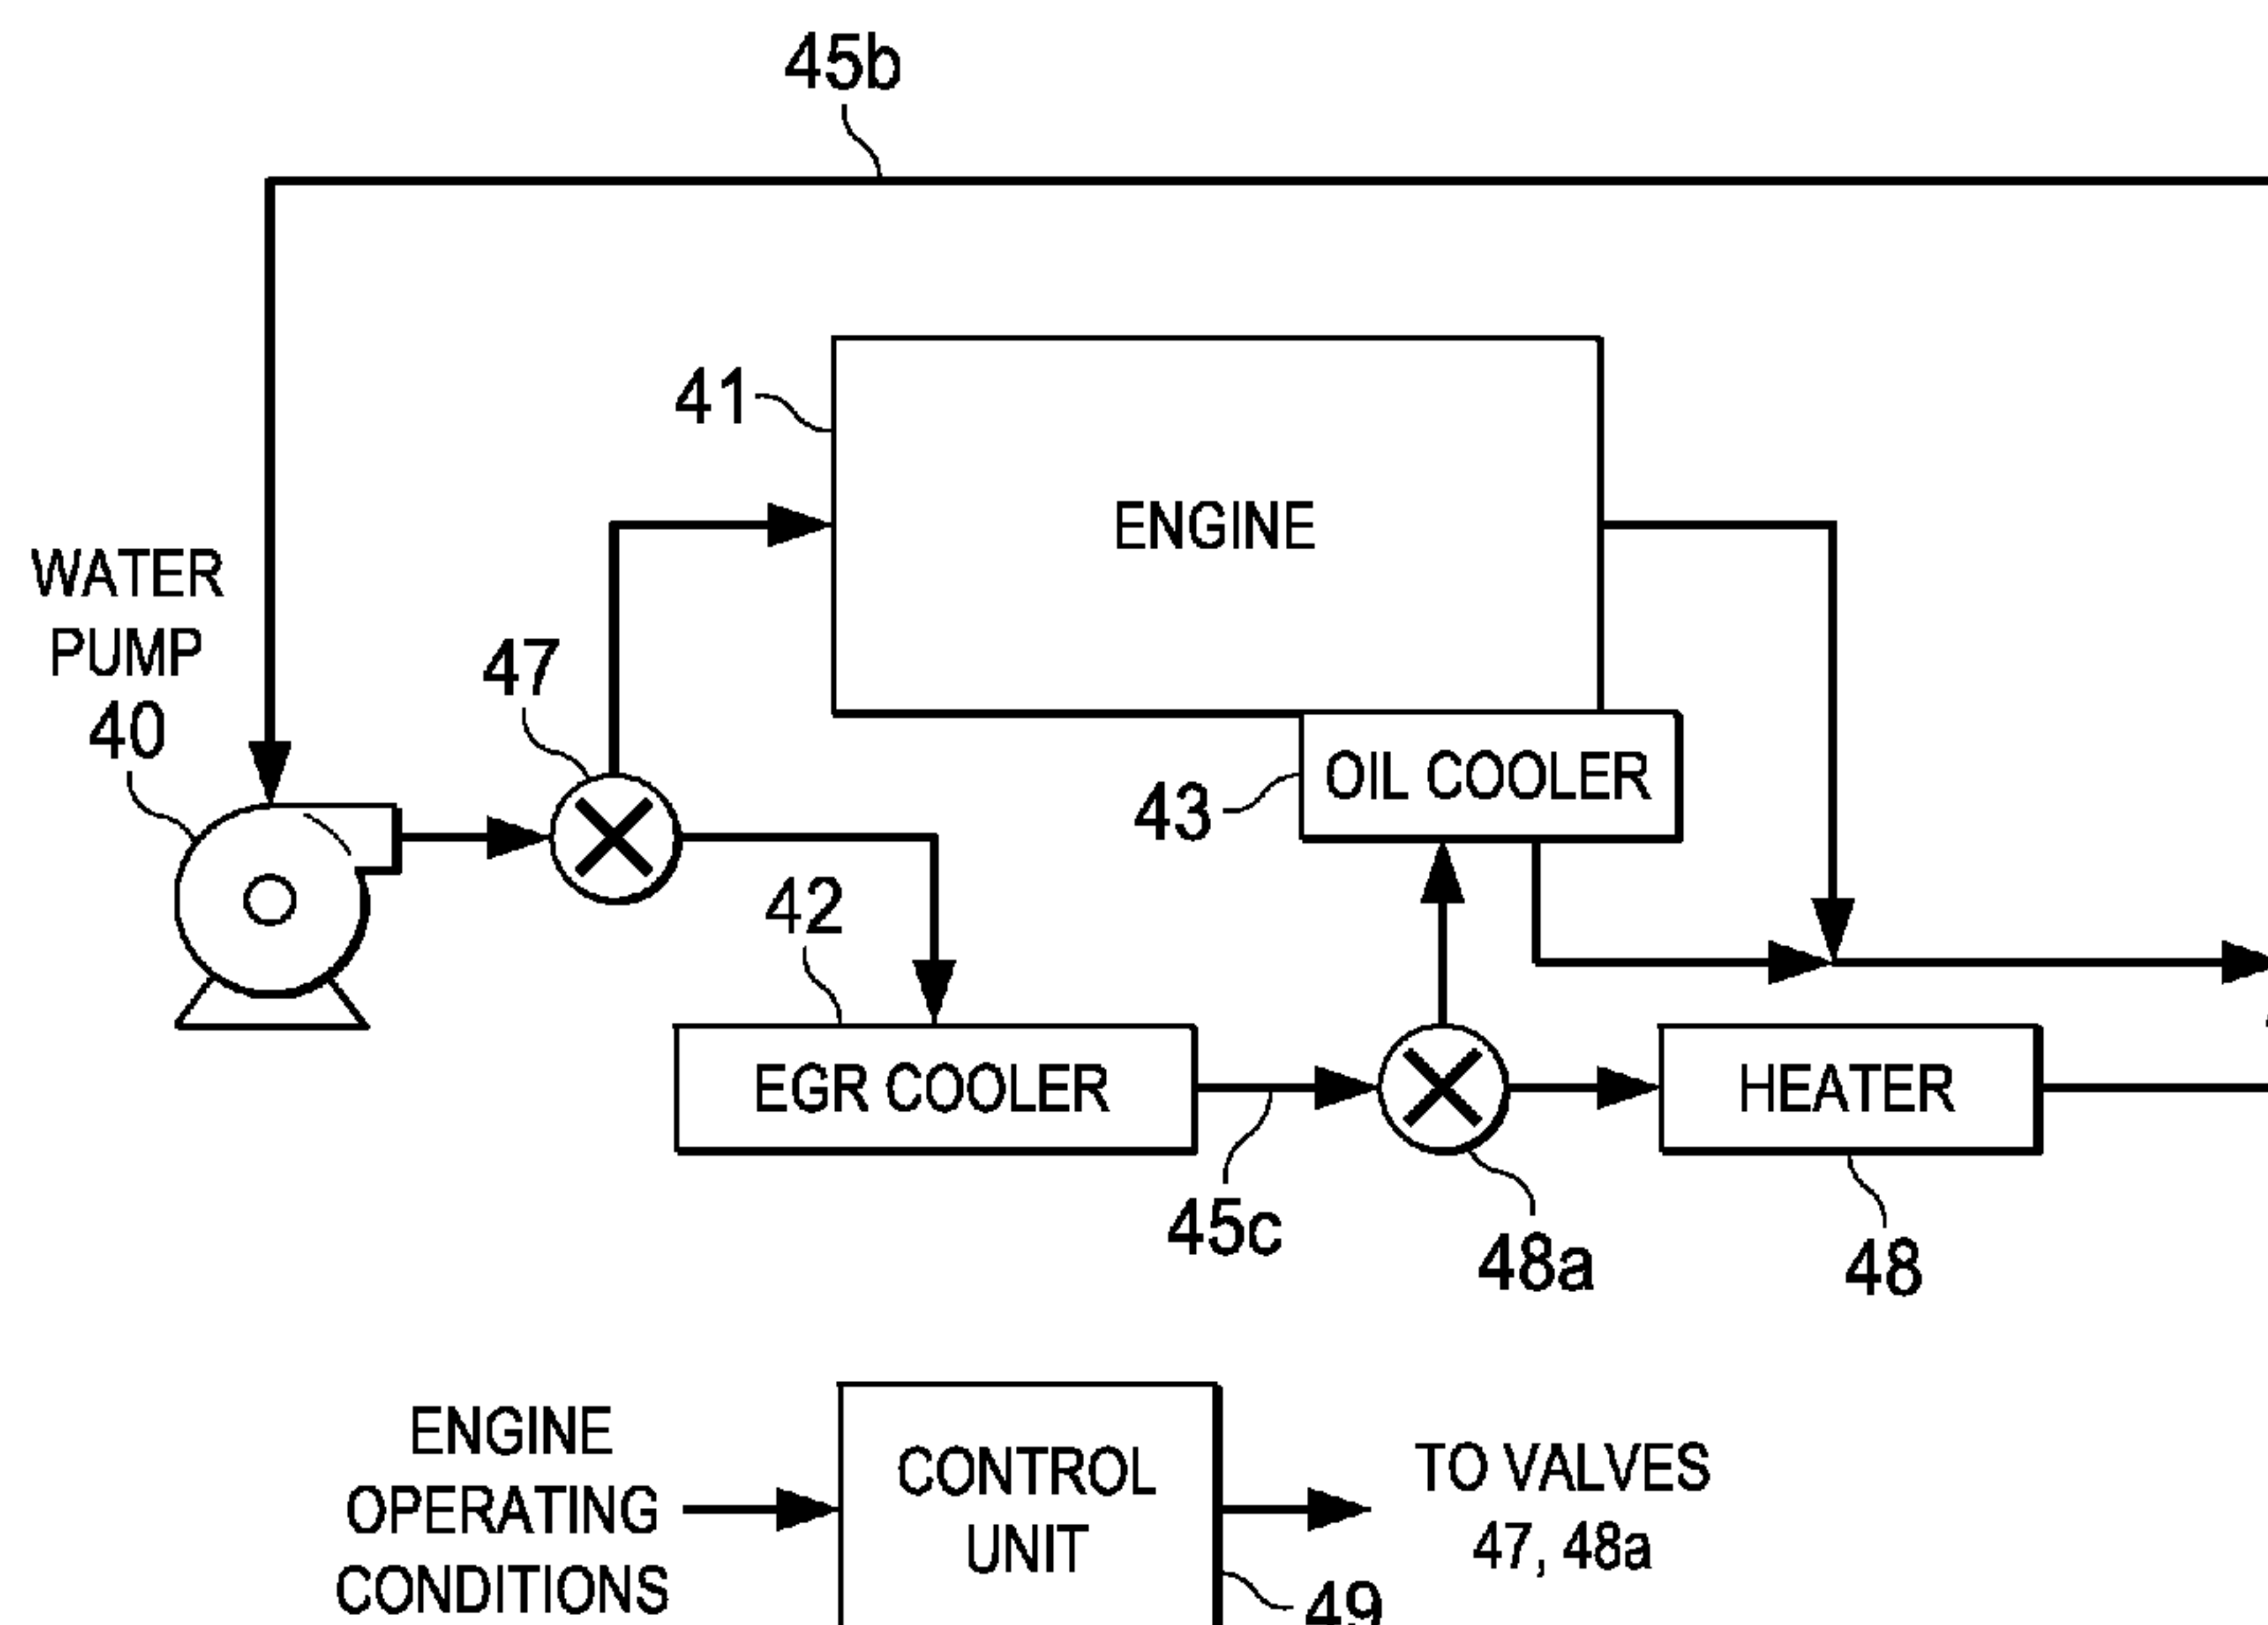 45b
41
ENGINE
WATER
PUMP
40
47
OIL COOLER
43
42
EGR COOLER
HEATER
45c
48a
48
ENGINE
OPERATING
CONDITIONS
CONTROL
UNIT
TO VALVES
47, 48a
49